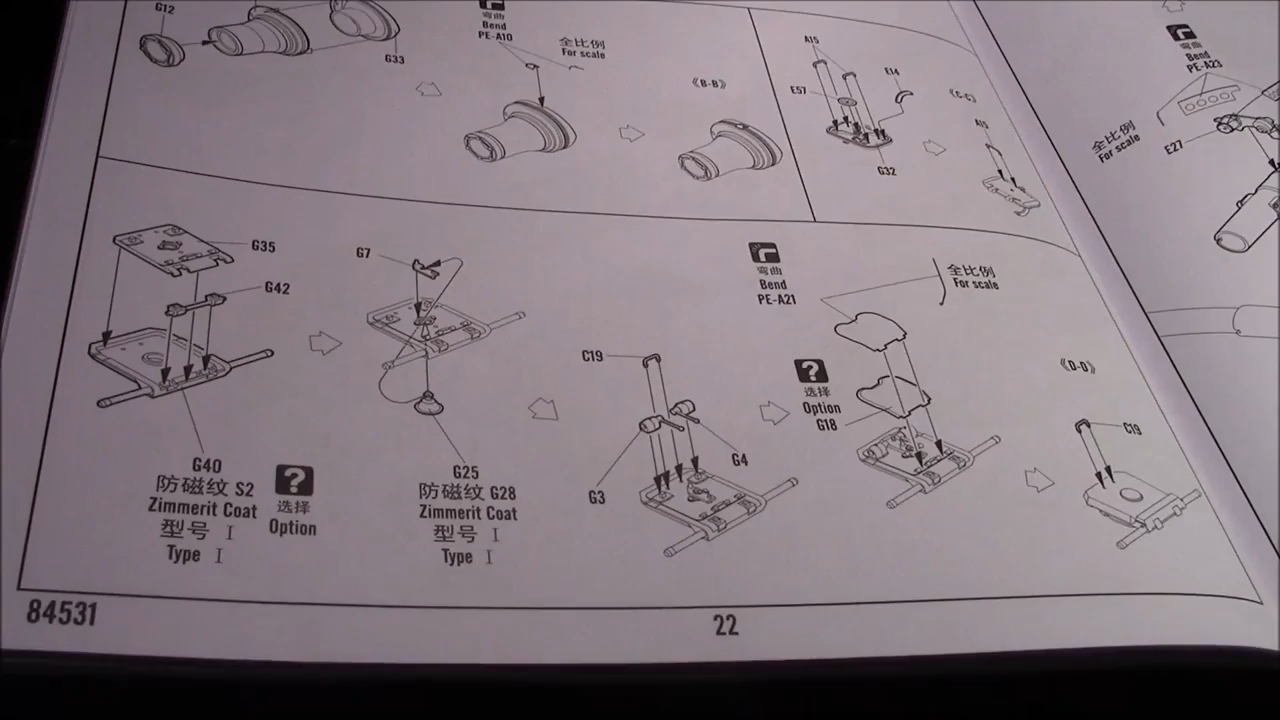 G12
G33
弯曲
Bend
PE-A10
全比例
For scale
《B-B》
A15
E57
E14
G32
《C-C》
A15
弯曲
Bend
PE-A23
全比例
For scale
E27
G35
G42
G40
防磁纹 S2
Zimmerit Coat
型号 Ⅰ
Type Ⅰ
?
选择
Option
G7
G25
防磁纹 G28
Zimmerit Coat
型号 Ⅰ
Type Ⅰ
C19
G3
G4
弯曲
Bend
PE-A21
全比例
For scale
?
选择
Option
G18
《D-D》
C19
84531
22